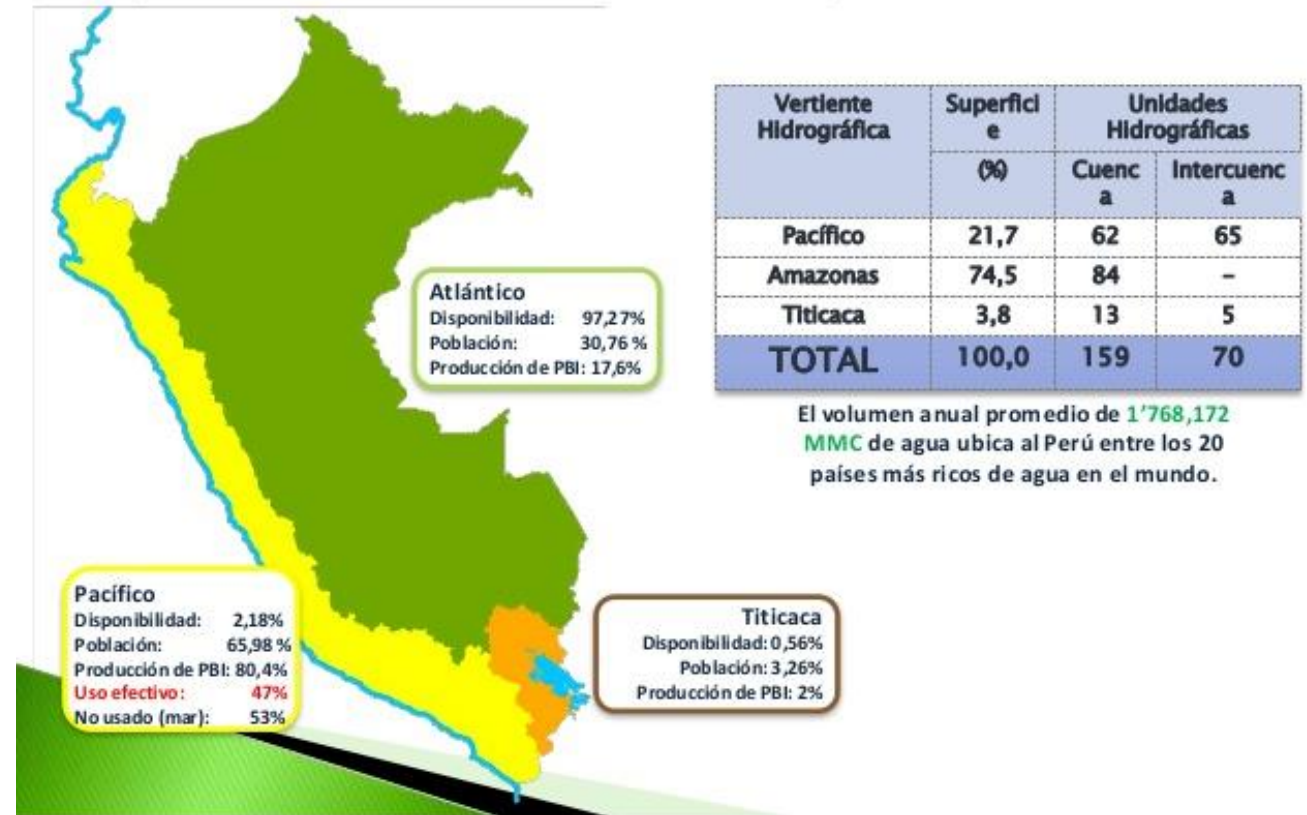 Vertiente
Hidrográfica
Superfici
e
Unidades
Hidrográficas
(%)
Cuenc
a
Intercuenc
a
Pacífico 21,7 62 65
Amazonas 74,5 84 –
Titicaca 3,8 13 5
TOTAL 100,0 159 70
El volumen anual promedio de 1’768,172
MMC de agua ubica al Perú entre los 20
países más ricos de agua en el mundo.
Atlántico
Disponibilidad: 97,27%
Población: 30,76 %
Producción de PBI: 17,6%
Pacífico
Disponibilidad: 2,18%
Población: 65,98 %
Producción de PBI: 80,4%
Uso efectivo: 47%
No usado (mar): 53%
Titicaca
Disponibilidad: 0,56%
Población: 3,26%
Producción de PBI: 2%